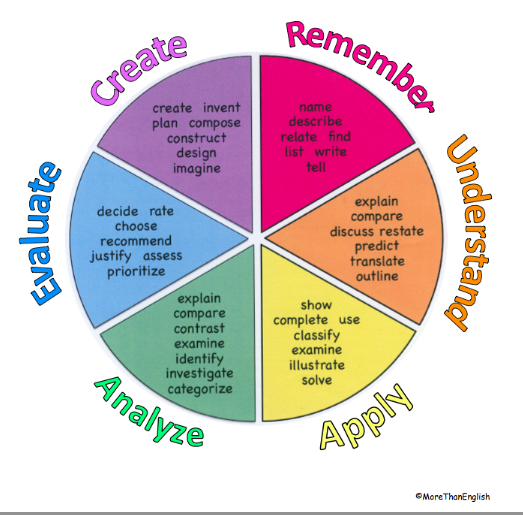 Remember
name
describe
relate find
list write
tell
Understand
explain
compare
discuss restate
predict
translate
outline
Apply
show
complete use
classify
examine
illustrate
solve
Analyze
explain
compare
contrast
examine
identify
investigate
categorize
Evaluate
decide rate
choose
recommend
justify assess
prioritize
Create
create invent
plan compose
construct
design
imagine
©MoreThanEnglish